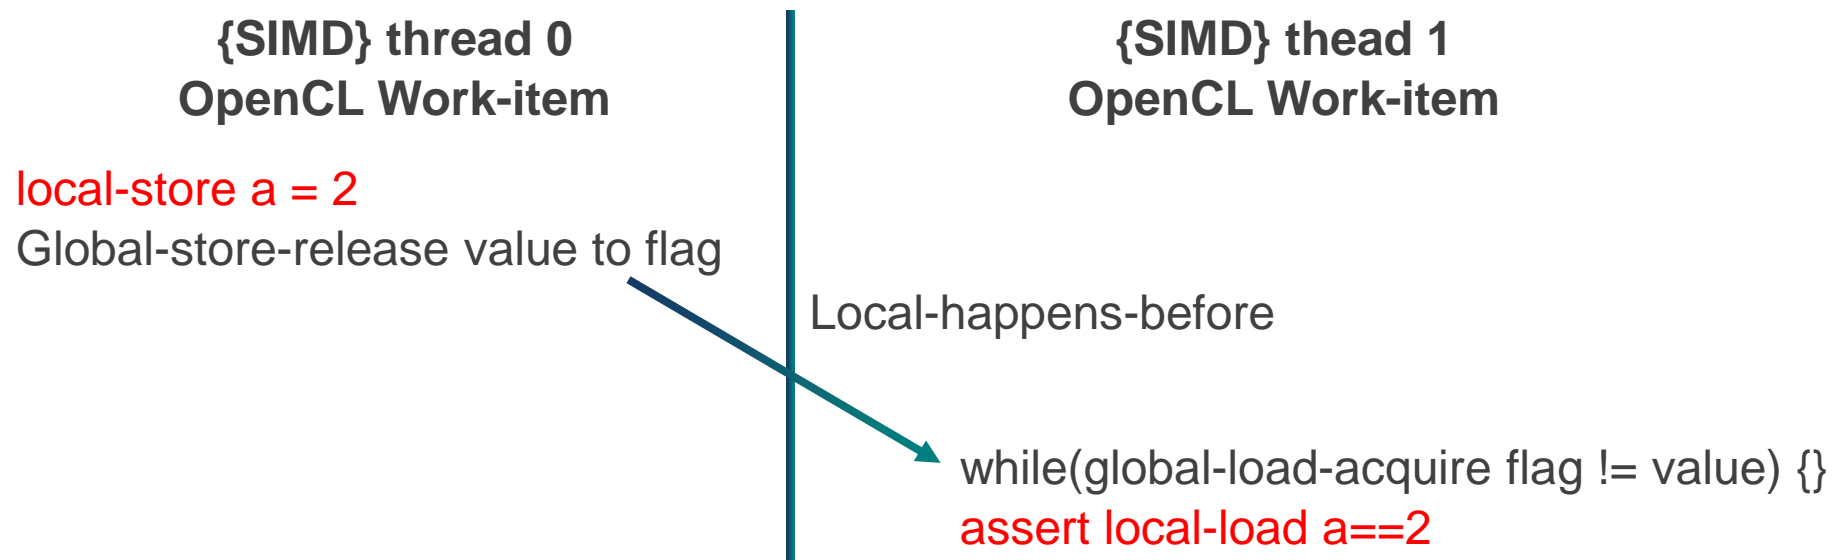 {SIMD} thread 0
OpenCL Work-item
local-store a = 2
Global-store-release value to flag
{SIMD} thead 1
OpenCL Work-item
Local-happens-before
while(global-load-acquire flag != value) {}
assert local-load a==2